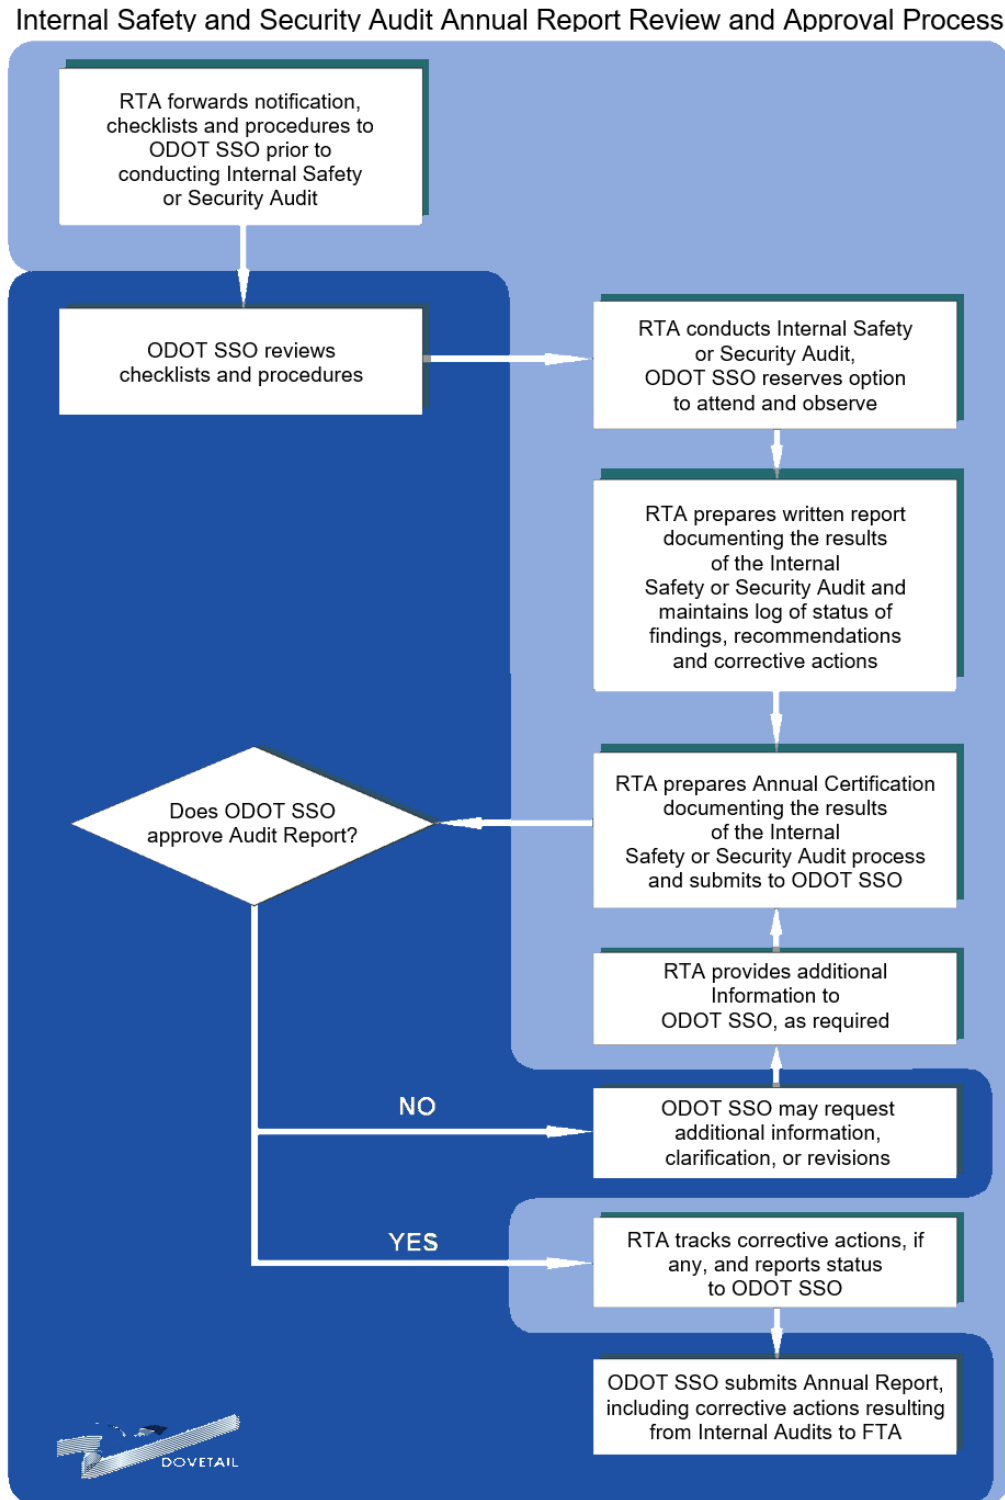 Internal Safety and Security Audit Annual Report Review and Approval Process
RTA forwards notification,
checklists and procedures to
ODOT SSO prior to
conducting Internal Safety
or Security Audit
ODOT SSO reviews
checklists and procedures
RTA conducts Internal Safety
or Security Audit,
ODOT SSO reserves option
to attend and observe
RTA prepares written report
documenting the results
of the Internal
Safety or Security Audit and
maintains log of status of
findings, recommendations
and corrective actions
RTA prepares Annual Certification
documenting the results
of the Internal
Safety or Security Audit process
and submits to ODOT SSO
Does ODOT SSO
approve Audit Report?
RTA provides additional
Information to
ODOT SSO, as required
NO
ODOT SSO may request
additional information,
clarification, or revisions
YES
RTA tracks corrective actions, if
any, and reports status
to ODOT SSO
ODOT SSO submits Annual Report,
including corrective actions resulting
from Internal Audits to FTA
DOVETAIL